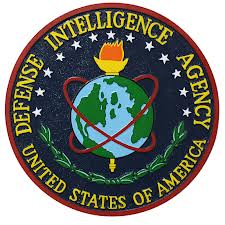 DEFENSE INTELLIGENCE AGENCY
UNITED STATES OF AMERICA